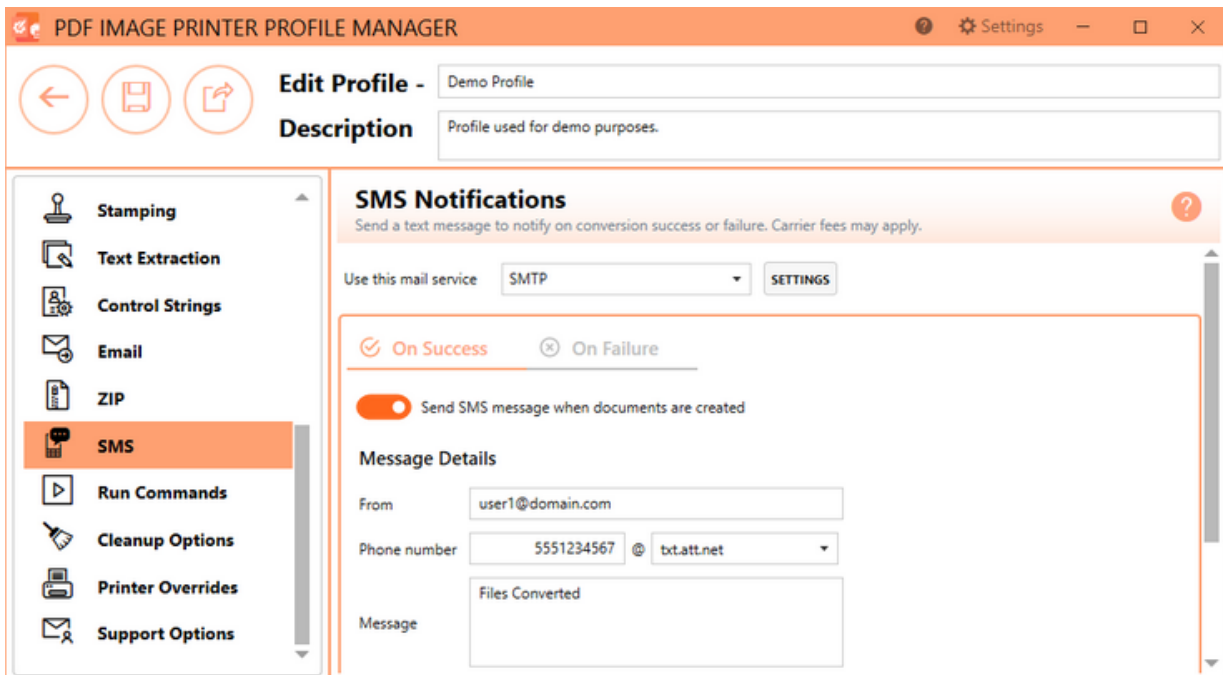 PDF IMAGE PRINTER PROFILE MANAGER
? Settings
Edit Profile - Demo Profile
Description Profile used for demo purposes.
Stamping
Text Extraction
Control Strings
Email
ZIP
SMS
Run Commands
Cleanup Options
Printer Overrides
Support Options
SMS Notifications
?
Send a text message to notify on conversion success or failure. Carrier fees may apply.
Use this mail service SMTP SETTINGS
On Success On Failure
Send SMS message when documents are created
Message Details
From user1@domain.com
Phone number 5551234567 @ txt.att.net
Message Files Converted